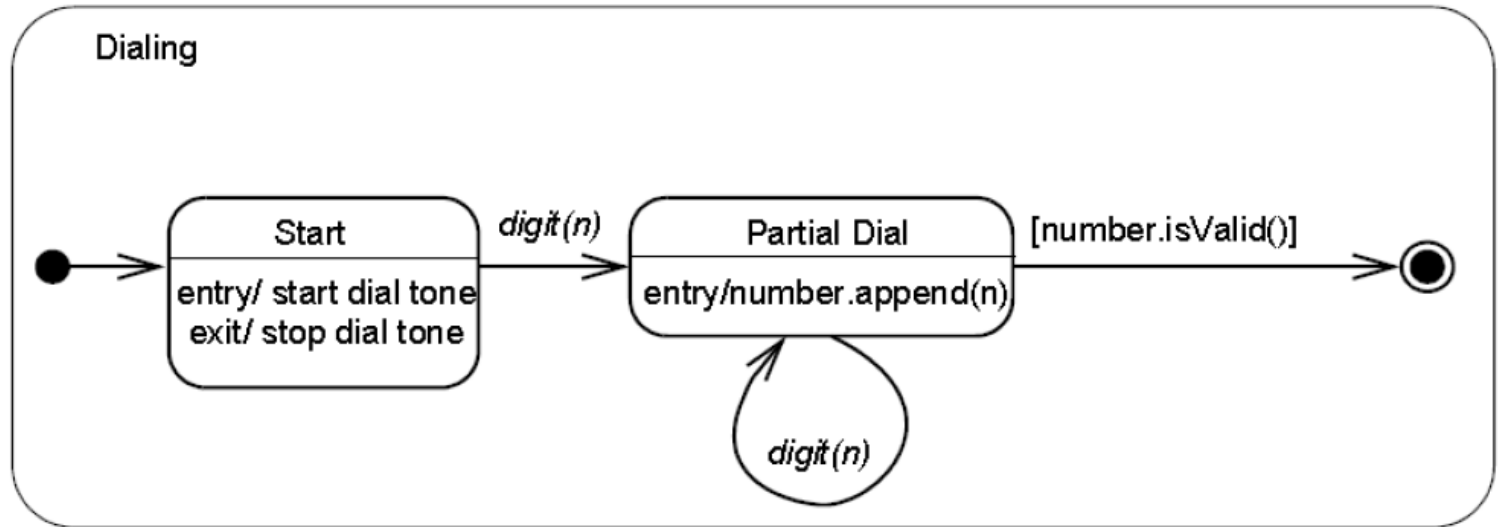 Dialing
Start
entry/ start dial tone
exit/ stop dial tone
digit(n)
Partial Dial
entry/number.append(n)
digit(n)
[number.isValid()]